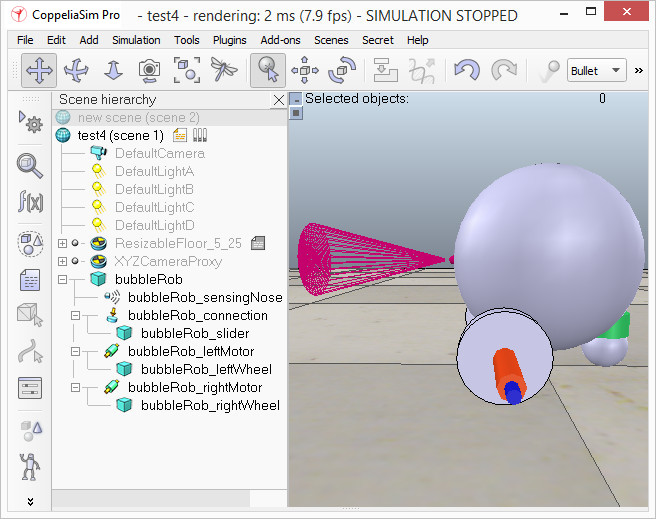 CoppeliaSim Pro - test4 - rendering: 2 ms (7.9 fps) - SIMULATION STOPPED
File Edit Add Simulation Tools Plugins Add-ons Scenes Secret Help
Bullet »
Scene hierarchy
Selected objects: 0
new scene (scene 2)
test4 (scene 1)
DefaultCamera
DefaultLightA
DefaultLightB
DefaultLightC
DefaultLightD
ResizableFloor_5_25
XYZCameraProxy
bubbleRob
bubbleRob_sensingNose
bubbleRob_connection
bubbleRob_slider
bubbleRob_leftMotor
bubbleRob_leftWheel
bubbleRob_rightMotor
bubbleRob_rightWheel
f(x)